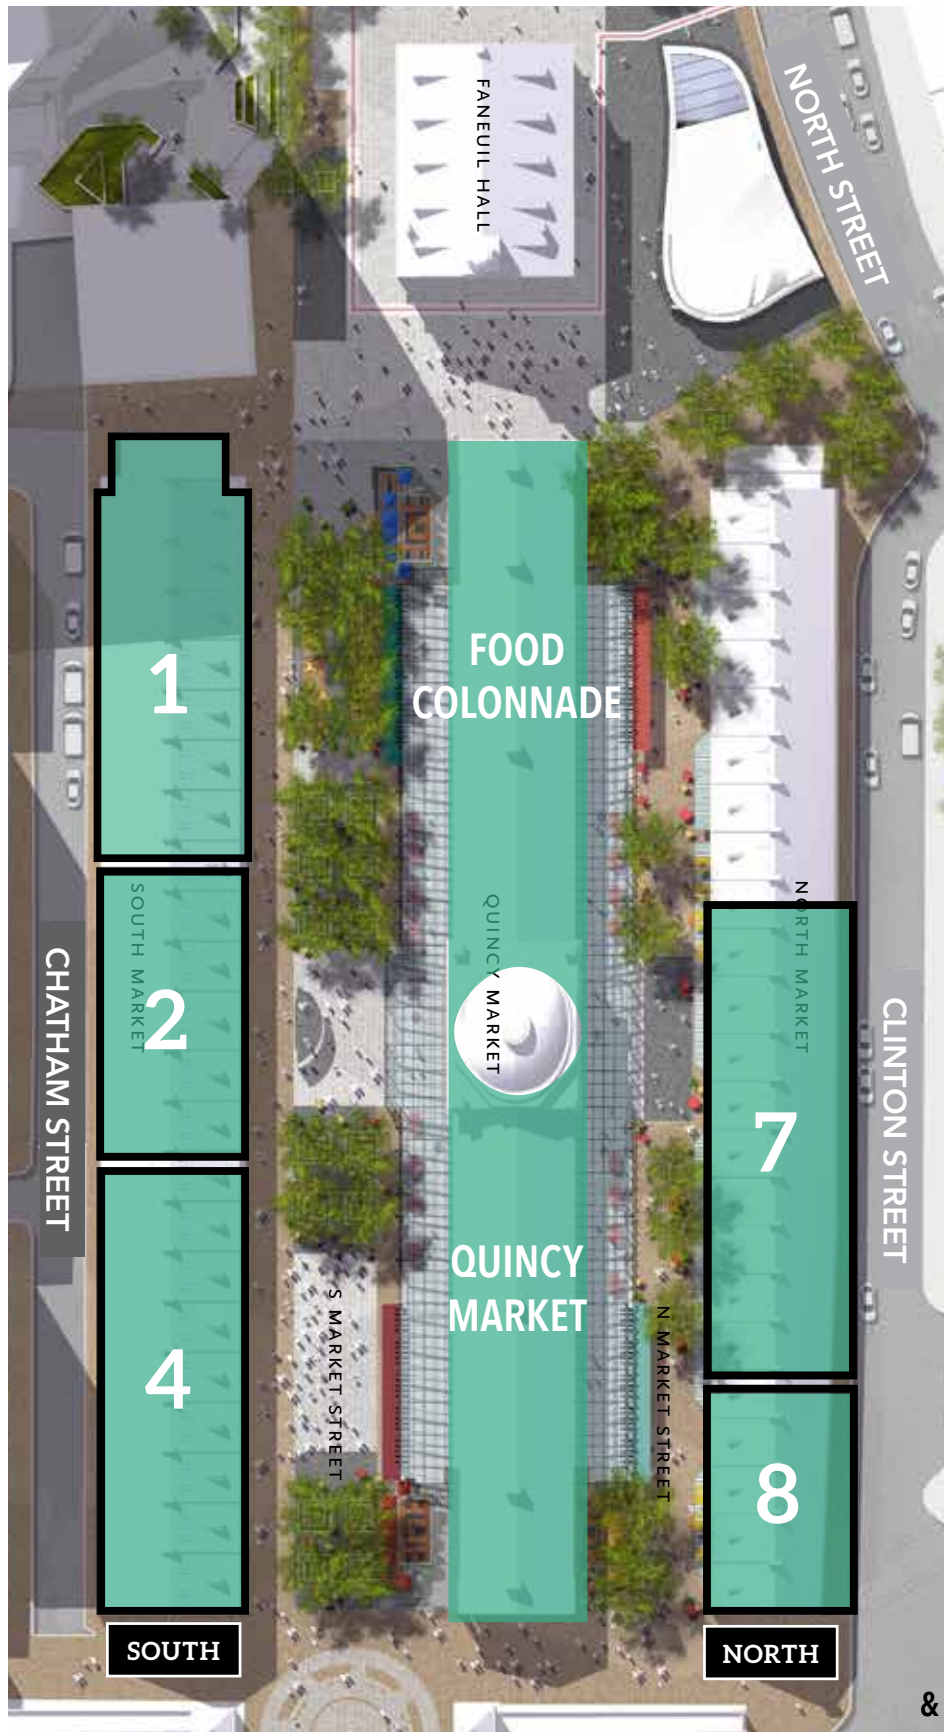 FANEUIL HALL
NORTH STREET
FOOD
COLONNADE
1
SOUTH MARKET
2
QUINCY MARKET
NORTH MARKET
CHATHAM STREET
CLINTON STREET
7
QUINCY
MARKET
4
S MARKET STREET
N MARKET STREET
8
SOUTH
NORTH
&